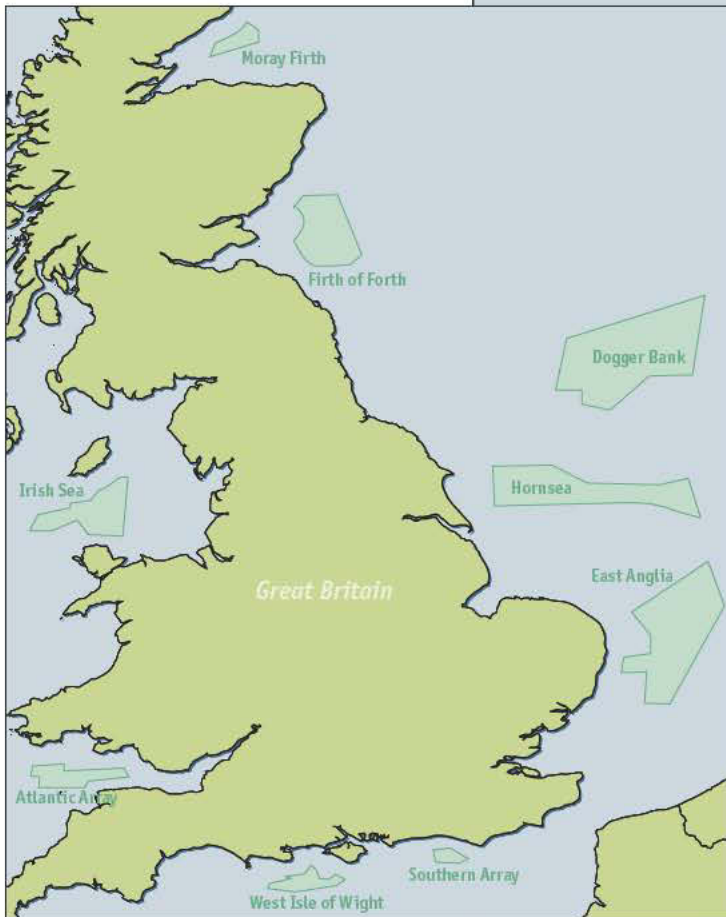 Moray Firth
Firth of Forth
Dogger Bank
Irish Sea
Hornsea
East Anglia
Great Britain
Atlantic Array
Southern Array
West Isle of Wight